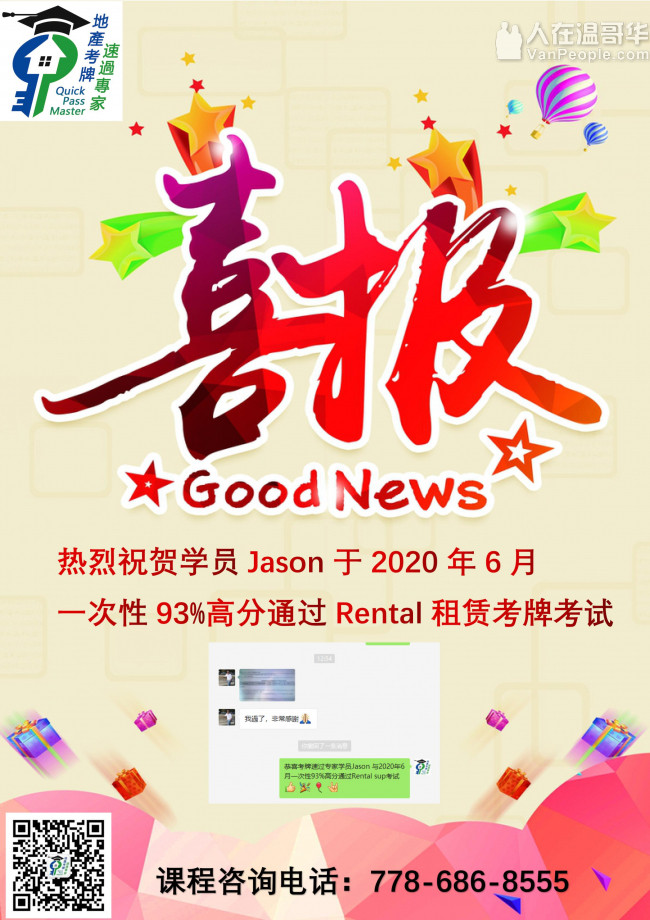 地產考牌
速過專家
Quick
Pass
Master
人在温哥华
VanPeople.com
喜报
Good News
热烈祝贺学员 Jason 于 2020 年 6 月
一次性 93%高分通过 Rental 租赁考牌考试
我过了，非常感谢
恭喜考牌速过专家学员Jason 与2020年6
月一次性93%高分通过Rental sup考试
课程咨询电话：778-686-8555